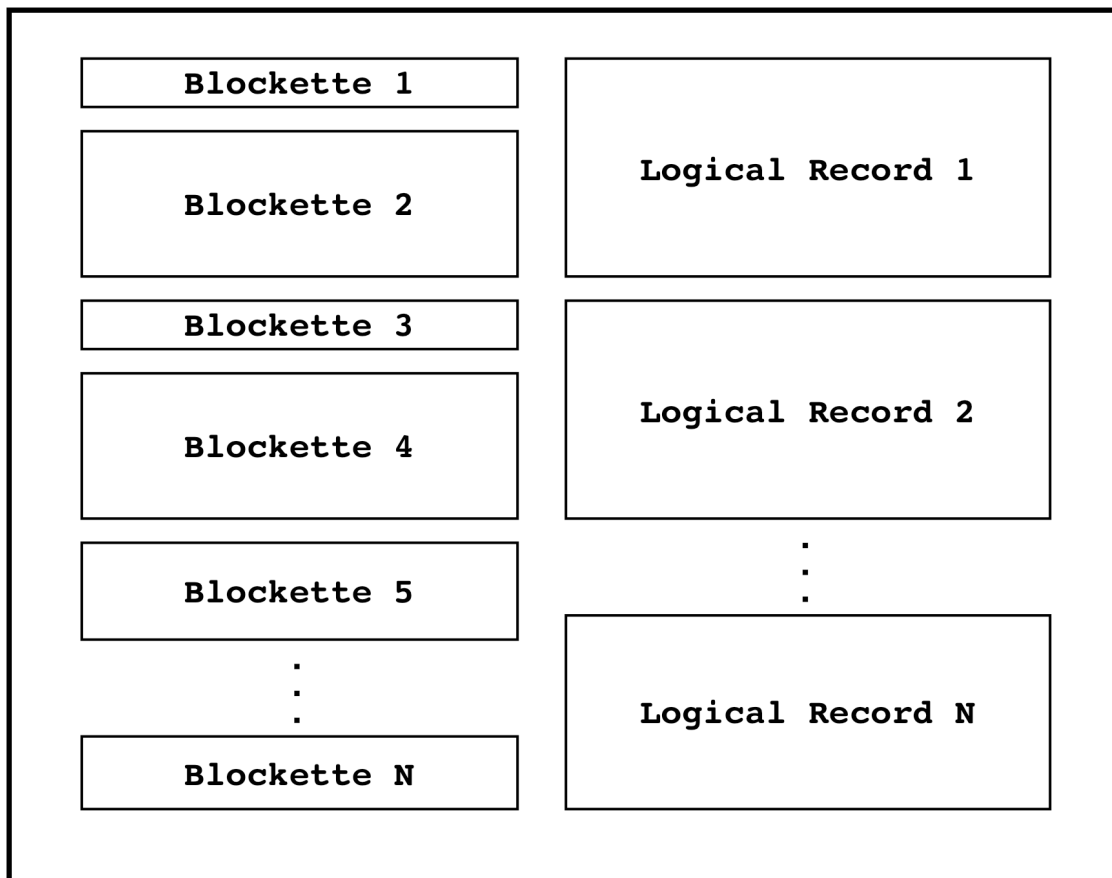 Blockette 1
Blockette 2
Blockette 3
Blockette 4
Blockette 5
.
.
.
Blockette N
Logical Record 1
Logical Record 2
.
.
.
Logical Record N